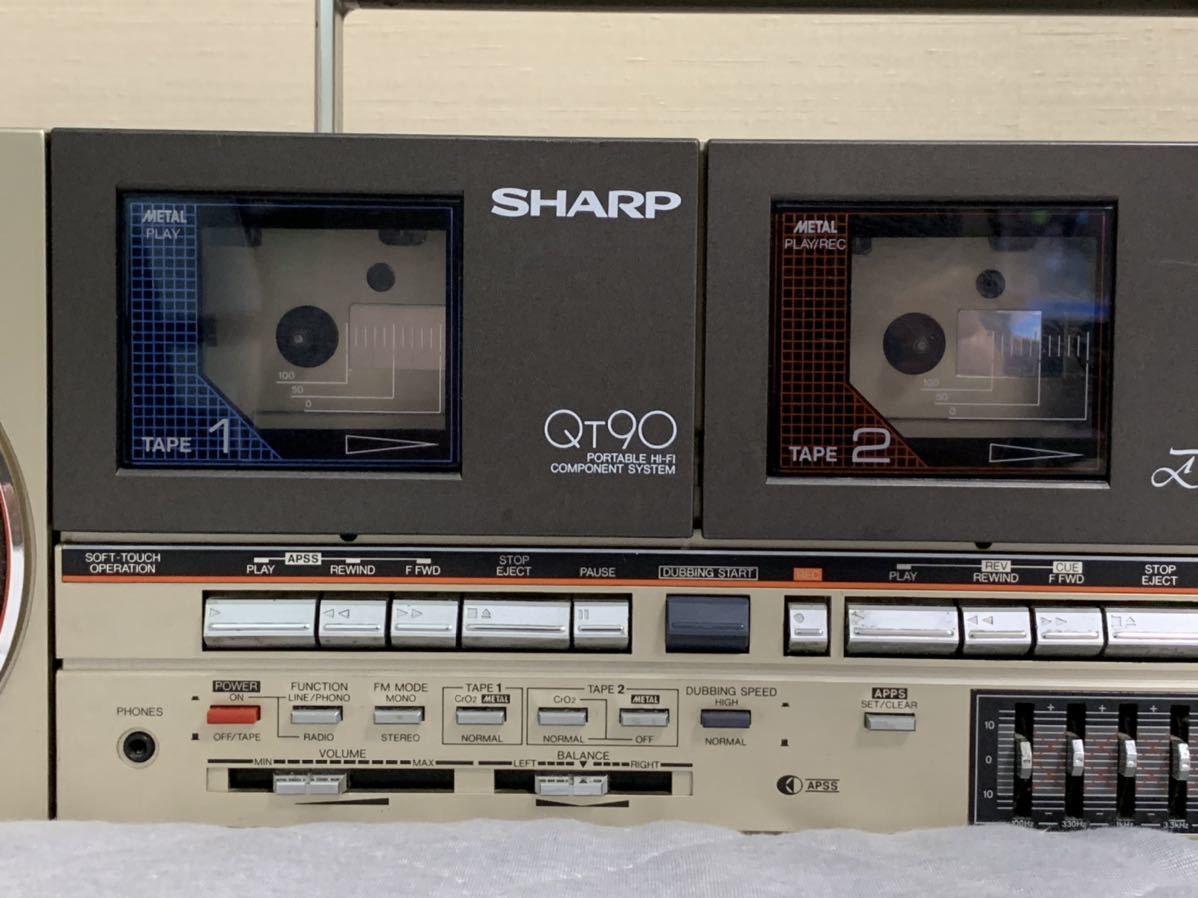 METAL
PLAY
100
50
0
TAPE 1
SHARP
QT90
PORTABLE HI-FI
COMPONENT SYSTEM
METAL
PLAY/REC
100
50
0
TAPE 2
SOFT-TOUCH
OPERATION
APSS
PLAY
REWIND
F FWD
STOP
EJECT
PAUSE
DUBBING START
REC
PLAY
REV
REWIND
CUE
F FWD
STOP
EJECT
PHONES
POWER
ON
OFF/TAPE
FUNCTION
LINE/PHONO
RADIO
FM MODE
MONO
STEREO
TAPE 1
CrO2 METAL
NORMAL
TAPE 2
CrO2
NORMAL
METAL
OFF
DUBBING SPEED
HIGH
NORMAL
APPS
SET/CLEAR
VOLUME
MIN
MAX
BALANCE
LEFT
RIGHT
APSS
10
0
10
100Hz
330Hz
1kHz
3.3kHz